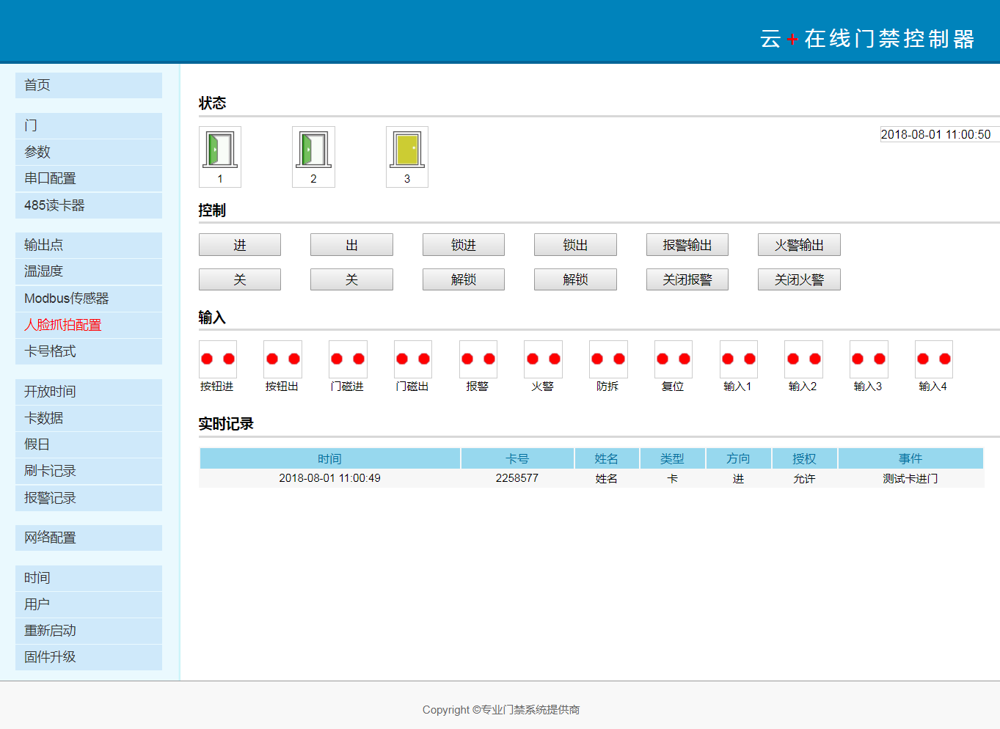 云+在线门禁控制器
首页
门
参数
串口配置
485读卡器
输出点
温湿度
Modbus传感器
人脸抓拍配置
卡号格式
开放时间
卡数据
假日
刷卡记录
报警记录
网络配置
时间
用户
重新启动
固件升级
状态
2018-08-01 11:00:50
1 2 3
控制
进 出 锁进 锁出 报警输出 火警输出
关 关 解锁 解锁 关闭报警 关闭火警
输入
按钮进 按钮出 门磁进 门磁出 报警 火警 防拆 复位 输入1 输入2 输入3 输入4
实时记录
时间 卡号 姓名 类型 方向 授权 事件
2018-08-01 11:00:49 2258577 姓名 卡 进 允许 测试卡进门
Copyright ©专业门禁系统提供商